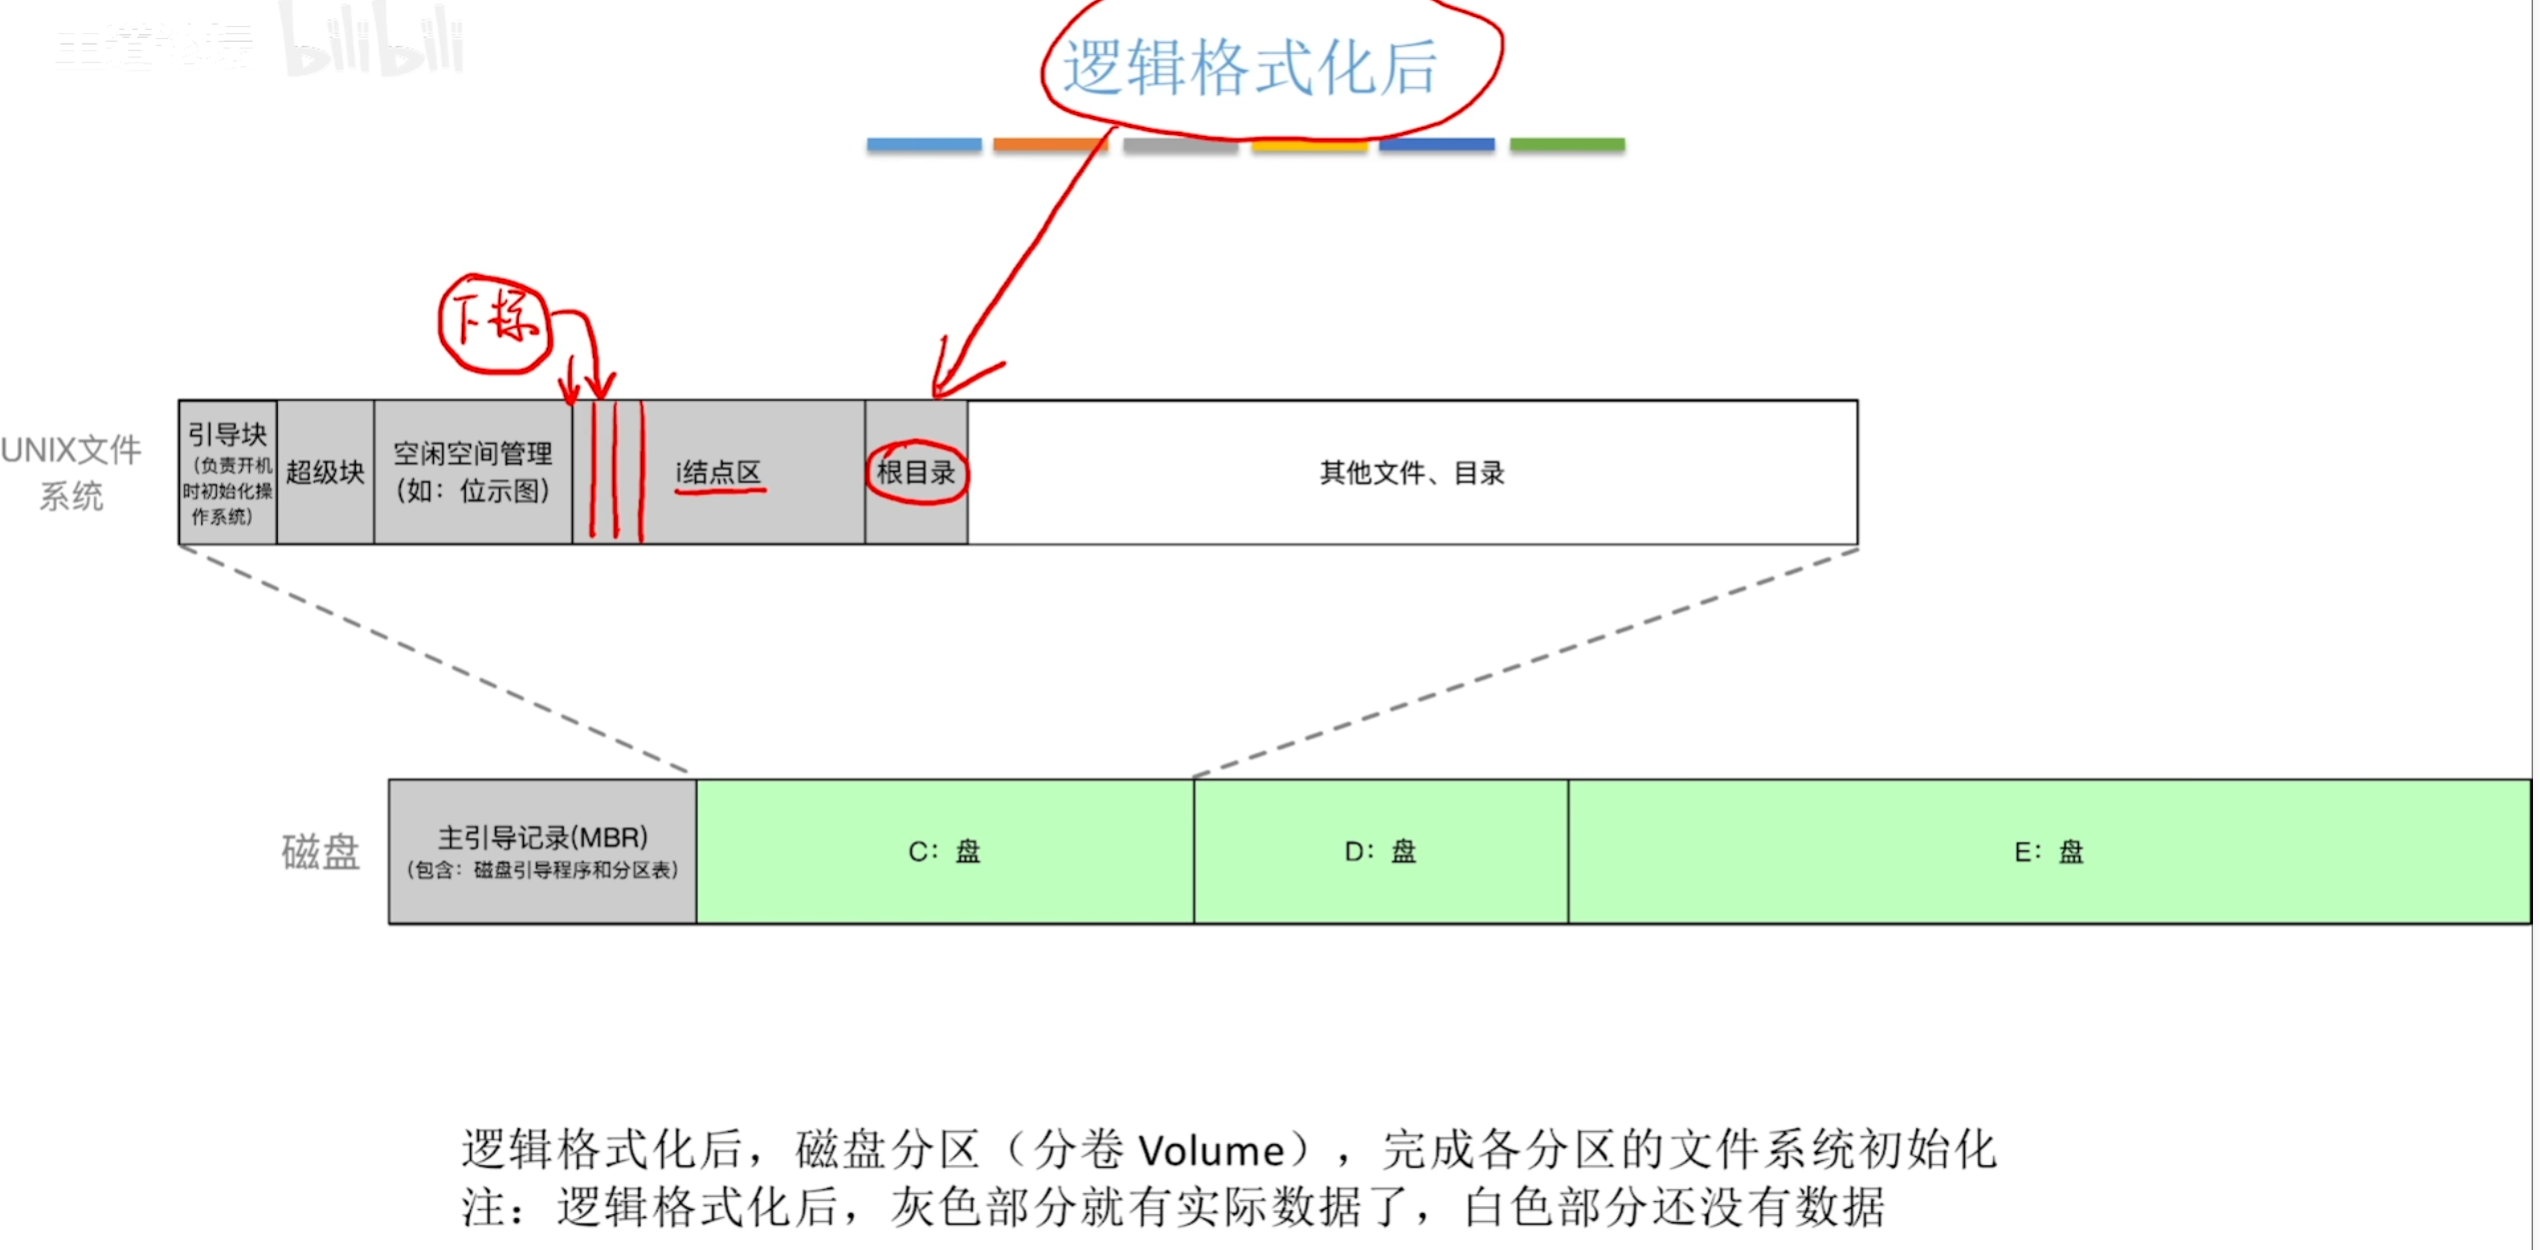 bilibili
逻辑格式化后
下标
UNIX文件
系统
引导块
（负责开机
时初始化操
作系统）
超级块
空闲空间管理
（如：位示图）
i结点区
根目录
其他文件、目录
磁盘
主引导记录(MBR)
（包含：磁盘引导程序和分区表）
C：盘
D：盘
E：盘
逻辑格式化后，磁盘分区（分卷 Volume），完成各分区的文件系统初始化
注：逻辑格式化后，灰色部分就有实际数据了，白色部分还没有数据